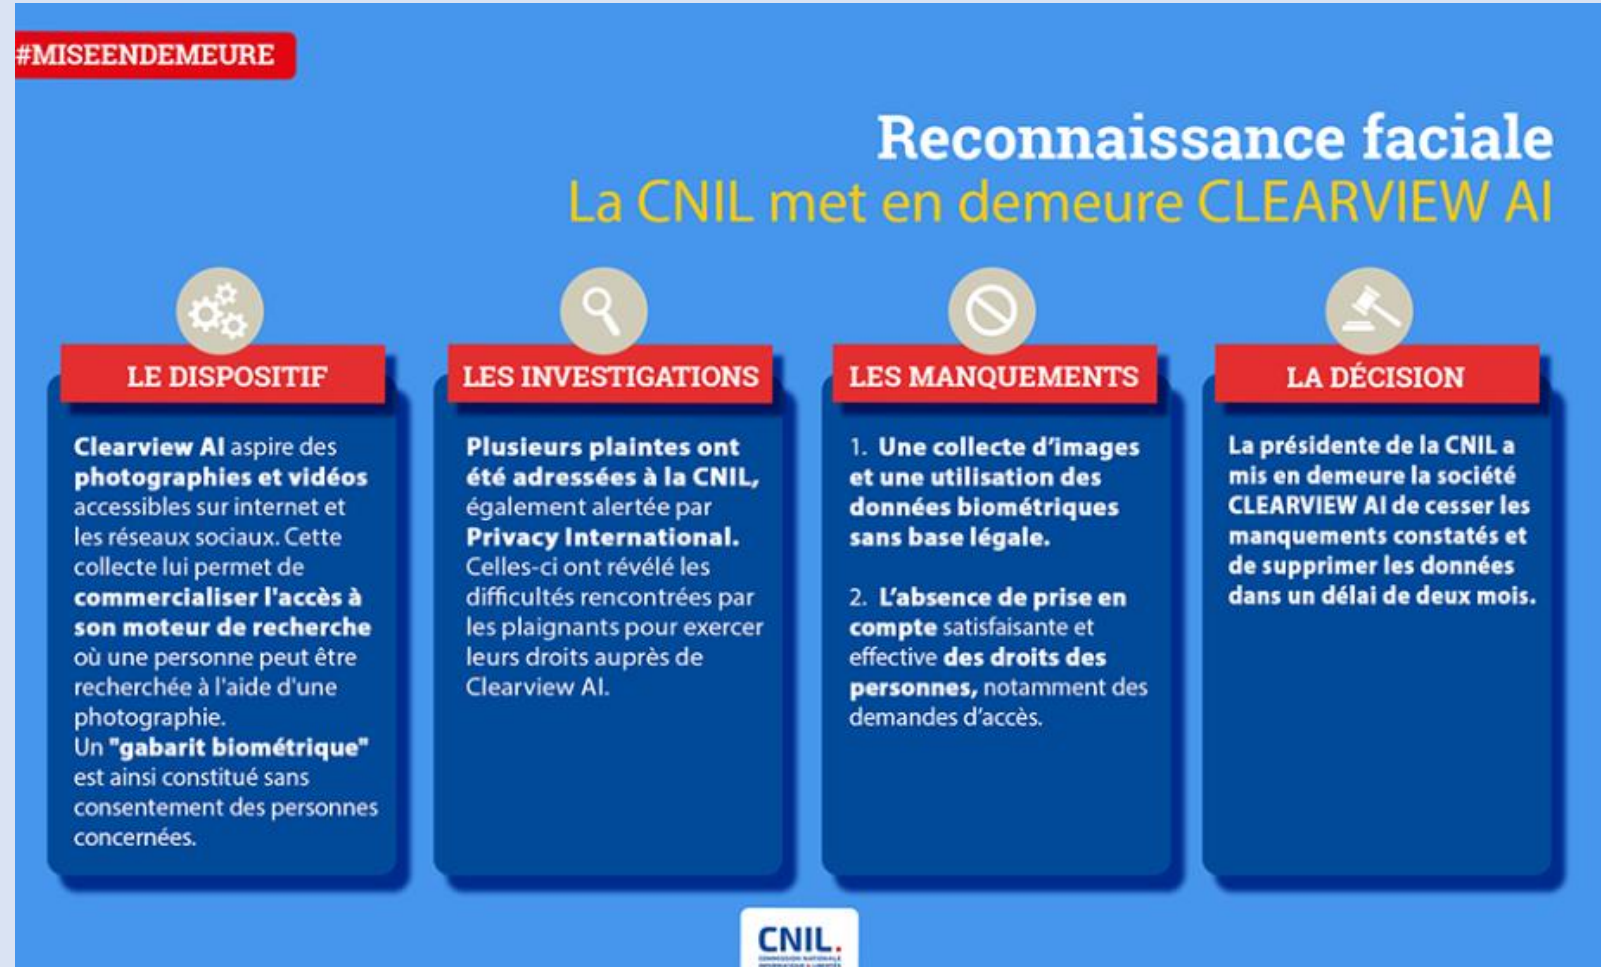 #MISEENDEMEURE
Reconnaissance faciale
La CNIL met en demeure CLEARVIEW AI
LE DISPOSITIF
Clearview AI aspire des
photographies et vidéos
accessibles sur internet et
les réseaux sociaux. Cette
collecte lui permet de
commercialiser l'accès à
son moteur de recherche
où une personne peut être
recherchée à l'aide d'une
photographie.
Un "gabarit biométrique"
est ainsi constitué sans
consentement des personnes
concernées.
LES INVESTIGATIONS
Plusieurs plaintes ont
été adressées à la CNIL,
également alertée par
Privacy International.
Celles-ci ont révélé les
difficultés rencontrées par
les plaignants pour exercer
leurs droits auprès de
Clearview AI.
LES MANQUEMENTS
1. Une collecte d’images
et une utilisation des
données biométriques
sans base légale.
2. L’absence de prise en
compte satisfaisante et
effective des droits des
personnes, notamment des
demandes d’accès.
LA DÉCISION
La présidente de la CNIL a
mis en demeure la société
CLEARVIEW AI de cesser les
manquements constatés et
de supprimer les données
dans un délai de deux mois.
CNIL.
COMMISSION NATIONALE
INFORMATIQUE & LIBERTÉS